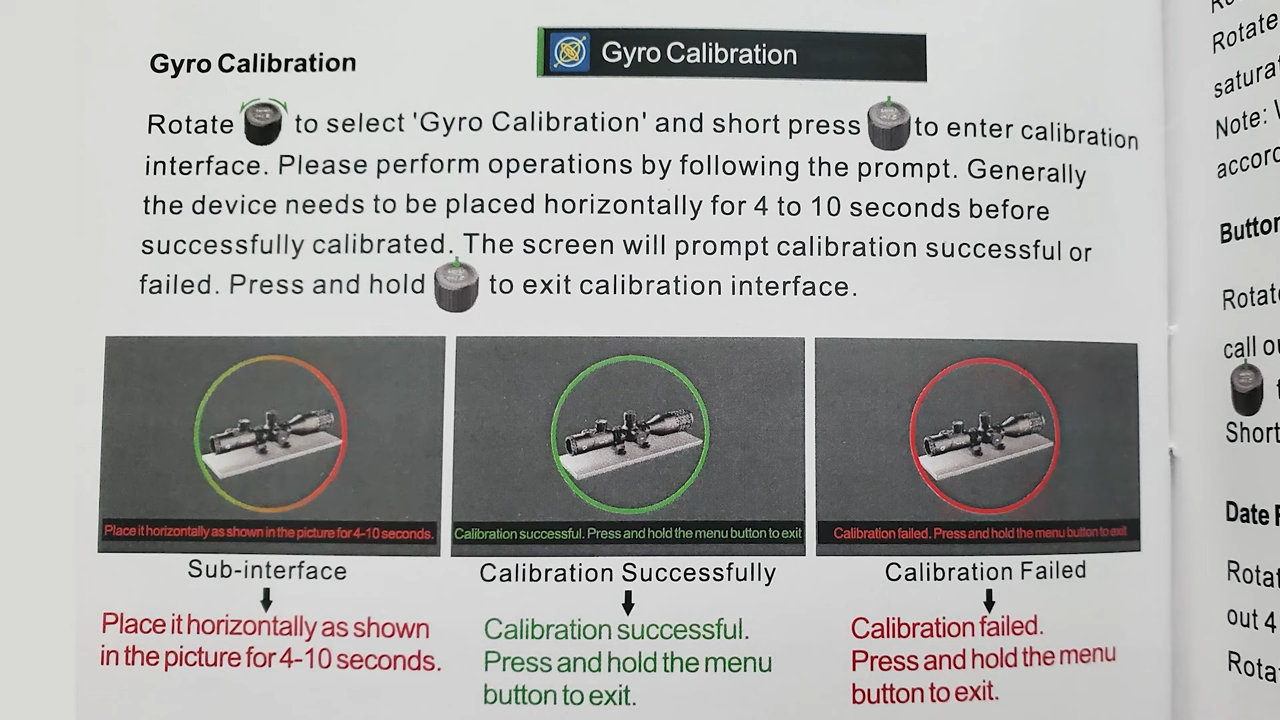 Gyro Calibration
Gyro Calibration
Rotate to select 'Gyro Calibration' and short press to enter calibration
interface. Please perform operations by following the prompt. Generally
the device needs to be placed horizontally for 4 to 10 seconds before
successfully calibrated. The screen will prompt calibration successful or
failed. Press and hold to exit calibration interface.
Place it horizontally as shown in the picture for 4-10 seconds.
Calibration successful. Press and hold the menu button to exit
Calibration failed. Press and hold the menu button to exit
Sub-interface
Calibration Successfully
Calibration Failed
Place it horizontally as shown
in the picture for 4-10 seconds.
Calibration successful.
Press and hold the menu
button to exit.
Calibration failed.
Press and hold the menu
button to exit.
Rotate
Note:
Button
call
Short
Date
out 4